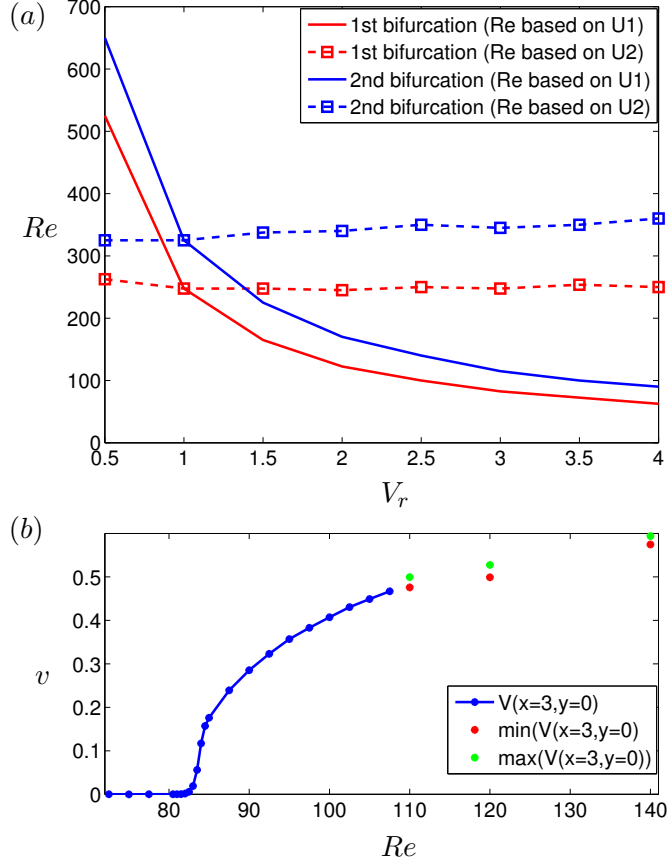 (a)
700
600
500
400
300
200
100
0
Re
1st bifurcation (Re based on U1)
1st bifurcation (Re based on U2)
2nd bifurcation (Re based on U1)
2nd bifurcation (Re based on U2)
0.5 1 1.5 2 2.5 3 3.5 4
V_r
(b)
0.5
0.4
0.3
0.2
0.1
0
v
V(x=3,y=0)
min(V(x=3,y=0)
max(V(x=3,y=0))
80 90 100 110 120 130 140
Re